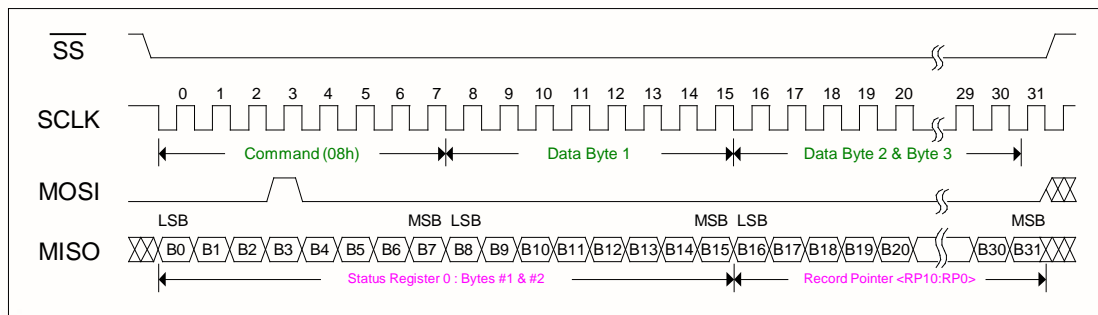 SS
0 1 2 3 4 5 6 7 8 9 10 11 12 13 14 15 16 17 18 19 20 29 30 31
SCLK
Command (08h) Data Byte 1 Data Byte 2 & Byte 3
MOSI
LSB MSB LSB MSB LSB MSB
MISO B0 B1 B2 B3 B4 B5 B6 B7 B8 B9 B10 B11 B12 B13 B14 B15 B16 B17 B18 B19 B20 B30 B31
Status Register 0 : Bytes #1 & #2 Record Pointer <RP10:RP0>